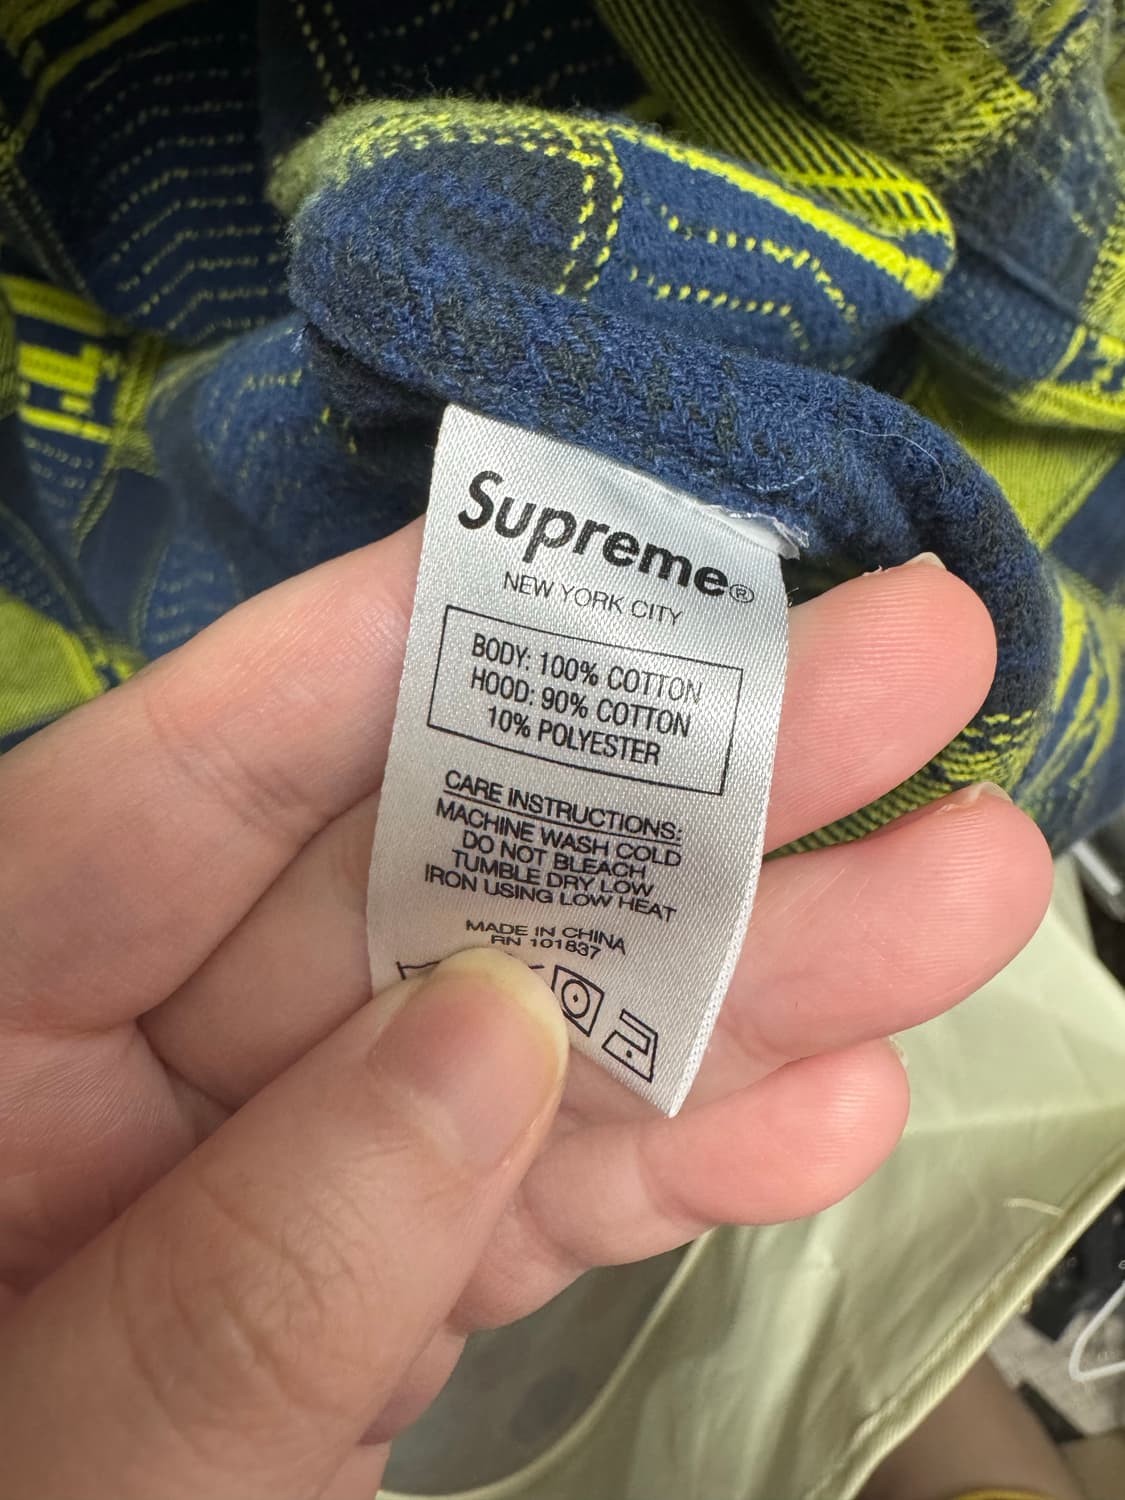 Supreme®
NEW YORK CITY
BODY: 100% COTTON
HOOD: 90% COTTON
10% POLYESTER
CARE INSTRUCTIONS:
MACHINE WASH COLD
DO NOT BLEACH
TUMBLE DRY LOW
IRON USING LOW HEAT
MADE IN CHINA
RN 101837